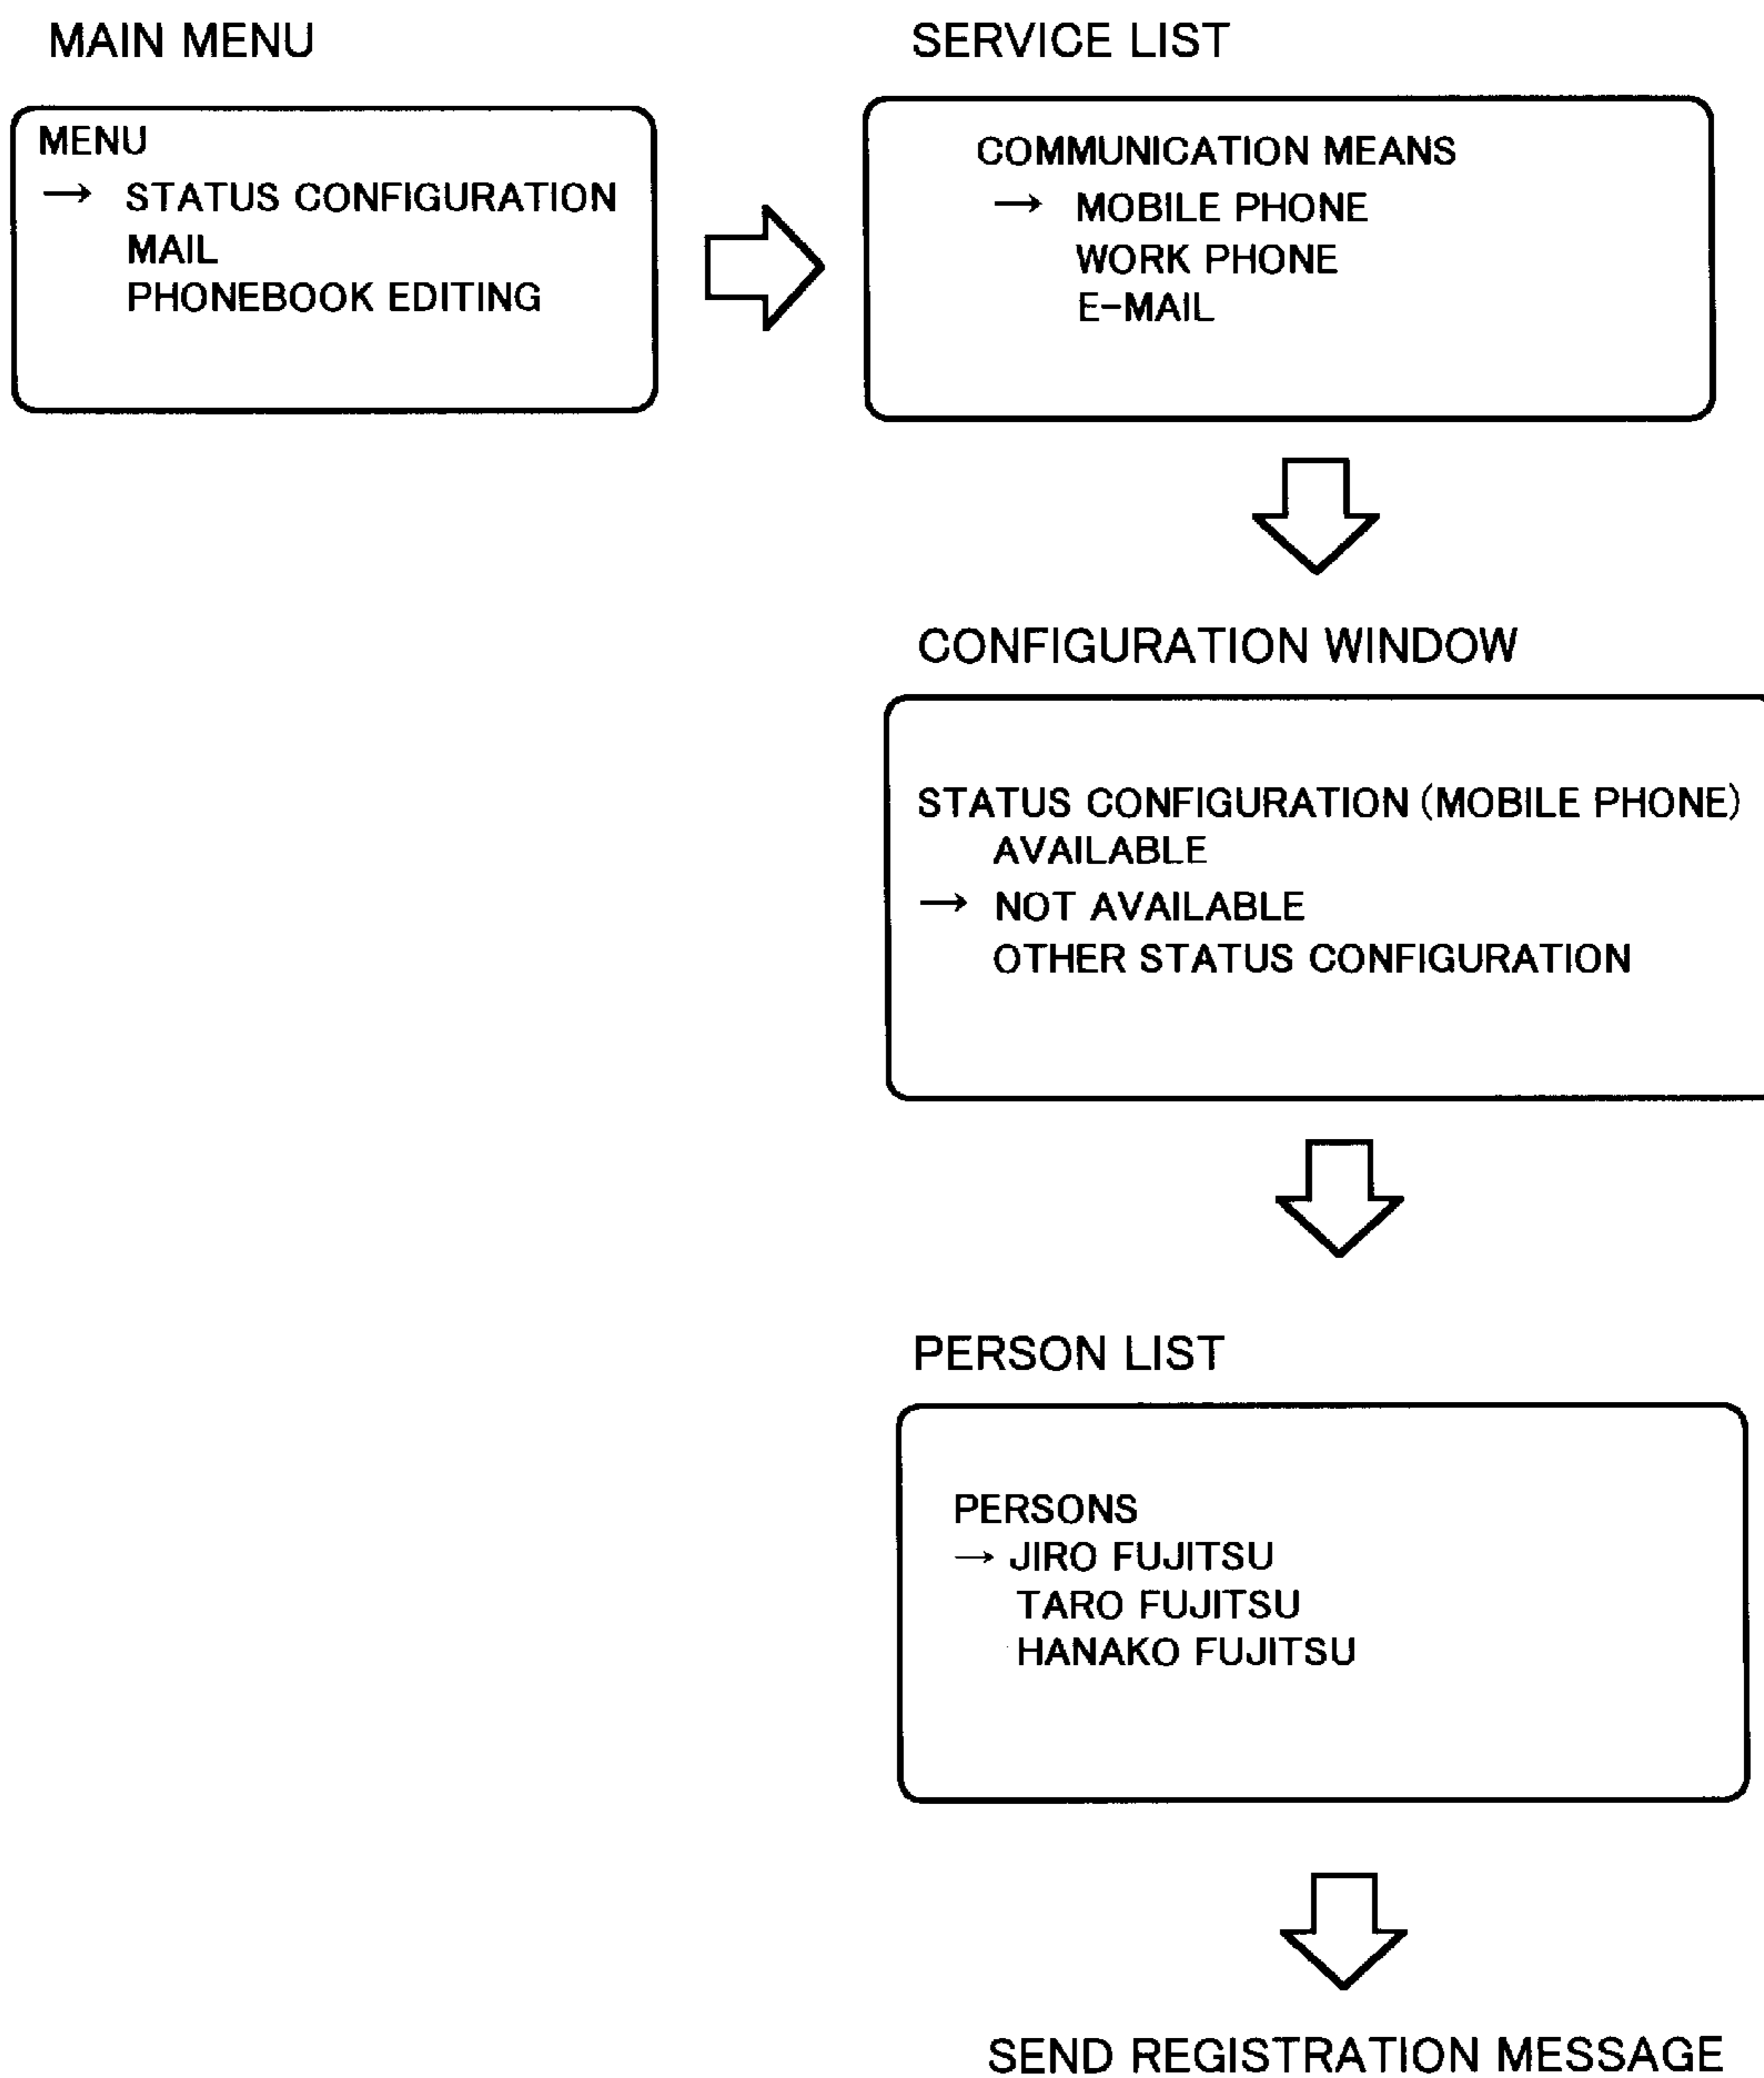 MAIN MENU
MENU
→ STATUS CONFIGURATION
MAIL
PHONEBOOK EDITING
SERVICE LIST
COMMUNICATION MEANS
→ MOBILE PHONE
WORK PHONE
E-MAIL
CONFIGURATION WINDOW
STATUS CONFIGURATION (MOBILE PHONE)
AVAILABLE
→ NOT AVAILABLE
OTHER STATUS CONFIGURATION
PERSON LIST
PERSONS
→ JIRO FUJITSU
TARO FUJITSU
HANAKO FUJITSU
SEND REGISTRATION MESSAGE